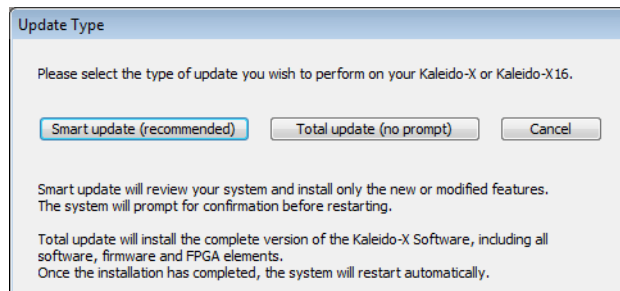 Update Type
Please select the type of update you wish to perform on your Kaleido-X or Kaleido-X16.
Smart update (recommended) Total update (no prompt) Cancel
Smart update will review your system and install only the new or modified features.
The system will prompt for confirmation before restarting.
Total update will install the complete version of the Kaleido-X Software, including all
software, firmware and FPGA elements.
Once the installation has completed, the system will restart automatically.